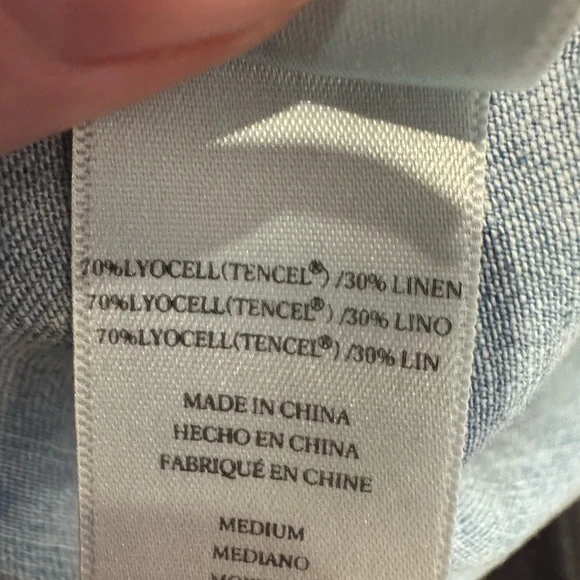 70%LYOCELL(TENCEL®)/30% LINEN
70%LYOCELL(TENCEL®)/30% LINO
70%LYOCELL(TENCEL®)/30% LIN
MADE IN CHINA
HECHO EN CHINA
FABRIQUÉ EN CHINE
MEDIUM
MEDIANO